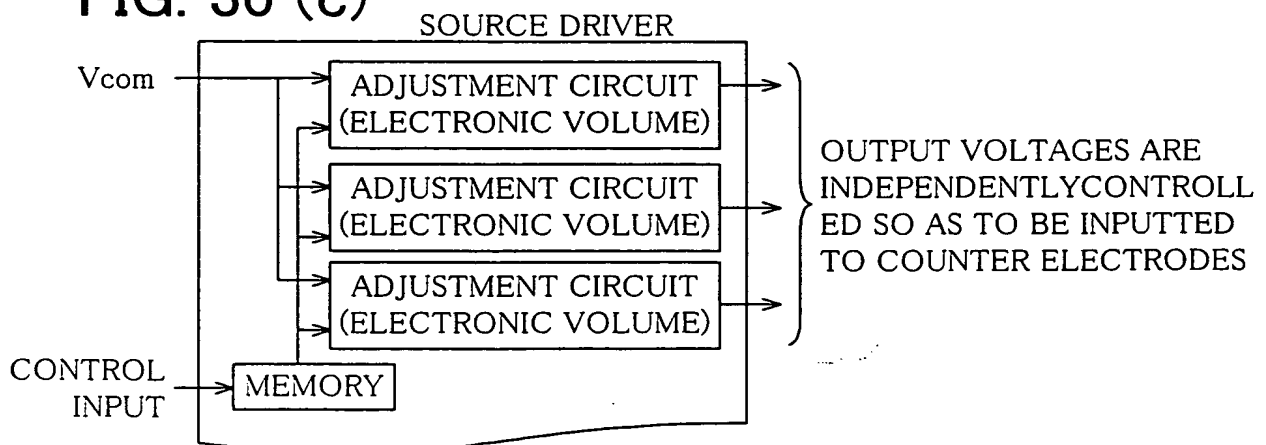 FIG. 30 (c)
SOURCE DRIVER
Vcom
ADJUSTMENT CIRCUIT
(ELECTRONIC VOLUME)
ADJUSTMENT CIRCUIT
(ELECTRONIC VOLUME)
ADJUSTMENT CIRCUIT
(ELECTRONIC VOLUME)
OUTPUT VOLTAGES ARE
INDEPENDENTLYCONTROLL
ED SO AS TO BE INPUTTED
TO COUNTER ELECTRODES
CONTROL
INPUT
MEMORY